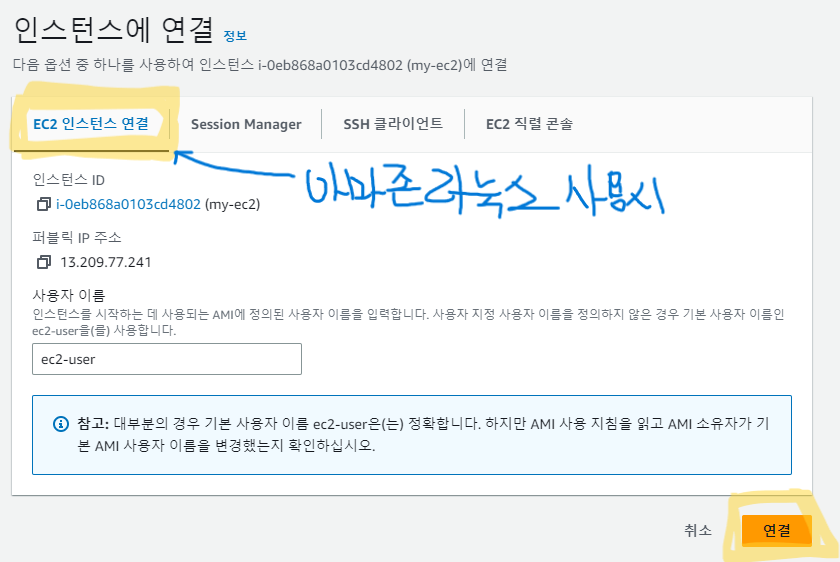 인스턴스에 연결 정보
다음 옵션 중 하나를 사용하여 인스턴스 i-0eb868a0103cd4802 (my-ec2)에 연결
EC2 인스턴스 연결 Session Manager SSH 클라이언트 EC2 직렬 콘솔
아마존 리눅스 사용시
인스턴스 ID
i-0eb868a0103cd4802 (my-ec2)
퍼블릭 IP 주소
13.209.77.241
사용자 이름
인스턴스를 시작하는 데 사용되는 AMI에 정의된 사용자 이름을 입력합니다. 사용자 지정 사용자 이름을 정의하지 않은 경우 기본 사용자 이름인
ec2-user을(를) 사용합니다.
ec2-user
참고: 대부분의 경우 기본 사용자 이름 ec2-user은(는) 정확합니다. 하지만 AMI 사용 지침을 읽고 AMI 소유자가 기
본 AMI 사용자 이름을 변경했는지 확인하십시오.
취소 연결